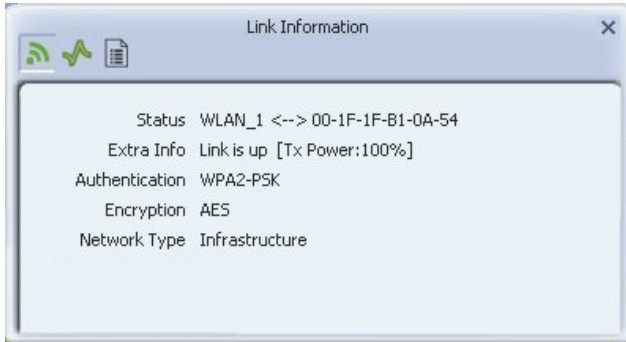 Link Information
Status WLAN_1 <--> 00-1F-1F-B1-0A-54
Extra Info Link is up [Tx Power:100%]
Authentication WPA2-PSK
Encryption AES
Network Type Infrastructure